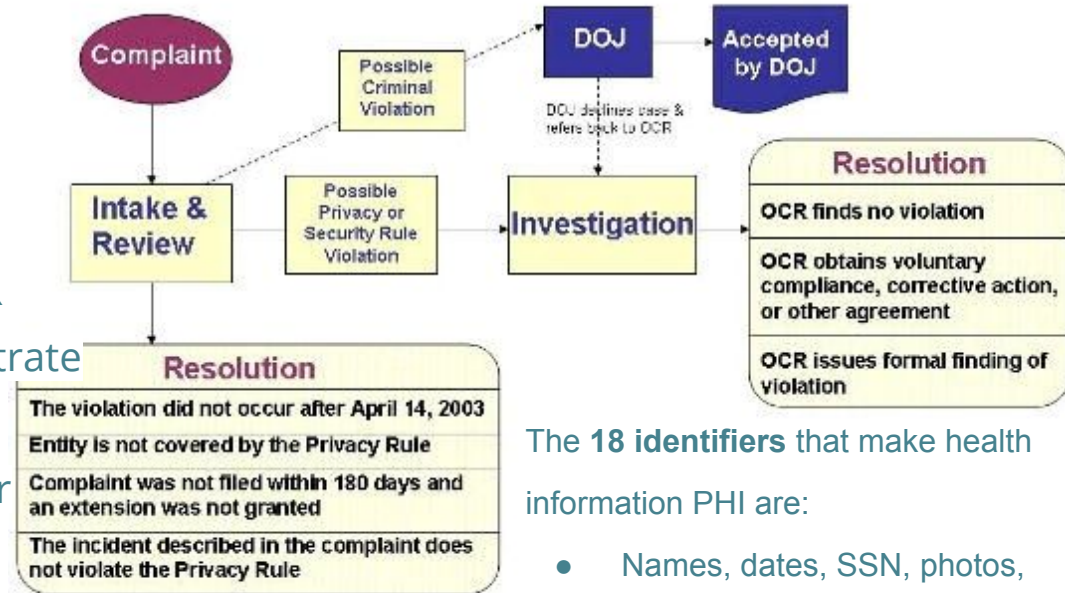 Complaint
Possible
Criminal
Violation
DOJ
Accepted
by DOJ
DOJ declines case &
refers back to OCR
Intake &
Review
Possible
Privacy or
Security Rule
Violation
Investigation
Resolution
OCR finds no violation
OCR obtains voluntary
compliance, corrective action,
or other agreement
OCR issues formal finding of
violation
Resolution
The violation did not occur after April 14, 2003
Entity is not covered by the Privacy Rule
Complaint was not filed within 180 days and
an extension was not granted
The incident described in the complaint does
not violate the Privacy Rule
trate
The 18 identifiers that make health
information PHI are:
● Names, dates, SSN, photos,